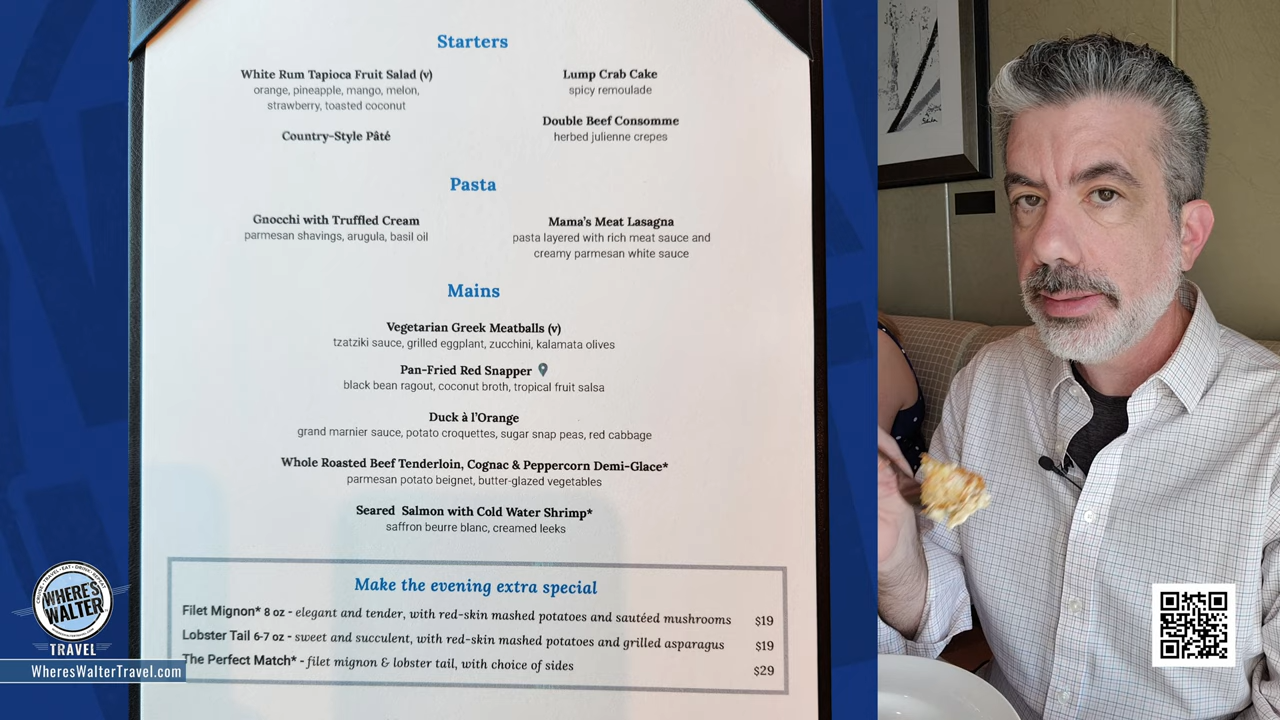 Starters
White Rum Tapioca Fruit Salad (v)
orange, pineapple, mango, melon,
strawberry, toasted coconut
Country-Style Pâté
Lump Crab Cake
spicy remoulade
Double Beef Consomme
herbed julienne crepes
Pasta
Gnocchi with Truffled Cream
parmesan shavings, arugula, basil oil
Mama's Meat Lasagna
pasta layered with rich meat sauce and
creamy parmesan white sauce
Mains
Vegetarian Greek Meatballs (v)
tzatziki sauce, grilled eggplant, zucchini, kalamata olives
Pan-Fried Red Snapper
black bean ragout, coconut broth, tropical fruit salsa
Duck à l'Orange
grand marnier sauce, potato croquettes, sugar snap peas, red cabbage
Whole Roasted Beef Tenderloin, Cognac & Peppercorn Demi-Glace*
parmesan potato beignet, butter-glazed vegetables
Seared Salmon with Cold Water Shrimp*
saffron beurre blanc, creamed leeks
Make the evening extra special
Filet Mignon* 8 oz - elegant and tender, with red-skin mashed potatoes and sautéed mushrooms $19
Lobster Tail 6-7 oz - sweet and succulent, with red-skin mashed potatoes and grilled asparagus $19
The Perfect Match* - filet mignon & lobster tail, with choice of sides $29
WHERE'S
WALTER
TRAVEL
WheresWalterTravel.com